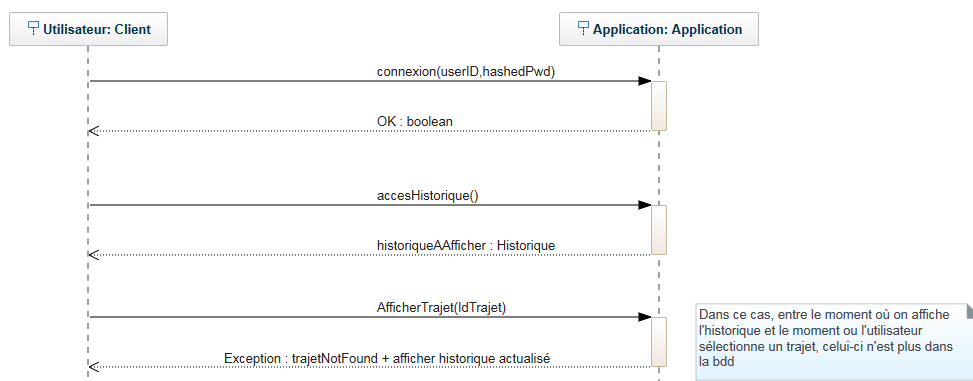 Utilisateur: Client
Application: Application
connexion(userID,hashedPwd)
OK : boolean
accesHistorique()
historiqueAAfficher : Historique
AfficherTrajet(IdTrajet)
Exception : trajetNotFound + afficher historique actualisé
Dans ce cas, entre le moment où on affiche
l'historique et le moment ou l'utilisateur
sélectionne un trajet, celui-ci n'est plus dans
la bdd